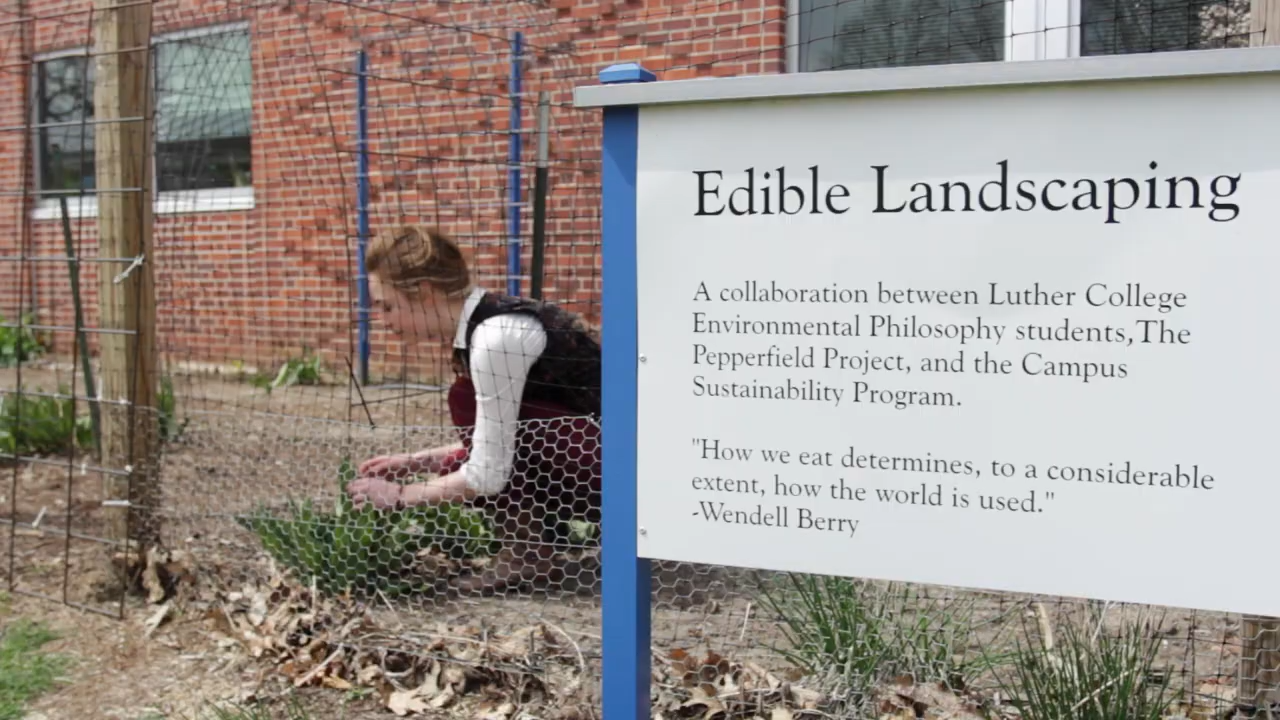 Edible Landscaping
A collaboration between Luther College
Environmental Philosophy students,The
Pepperfield Project, and the Campus
Sustainability Program.
"How we eat determines, to a considerable
extent, how the world is used."
-Wendell Berry